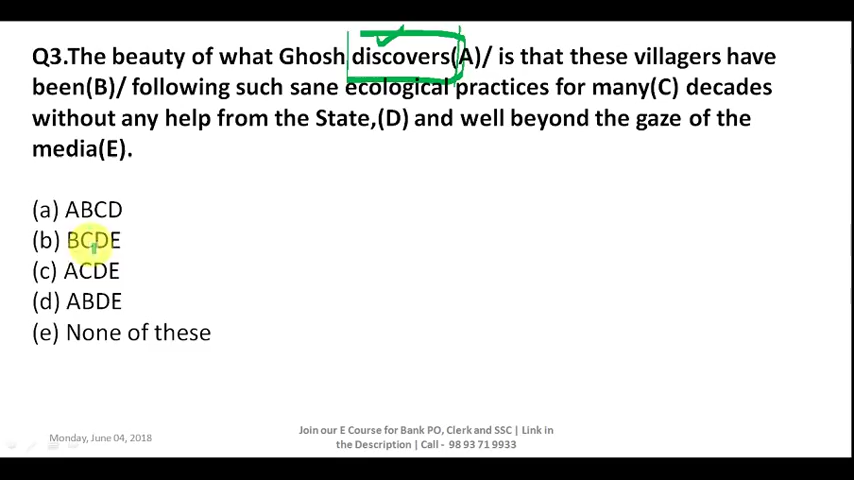 Q3.The beauty of what Ghosh discovers(A)/ is that these villagers have
been(B)/ following such sane ecological practices for many(C) decades
without any help from the State,(D) and well beyond the gaze of the
media(E).
(a) ABCD
(b) BCDE
(c) ACDE
(d) ABDE
(e) None of these
Monday, June 04, 2018
Join our E Course for Bank PO, Clerk and SSC | Link in
the Description | Call - 98 93 71 9933